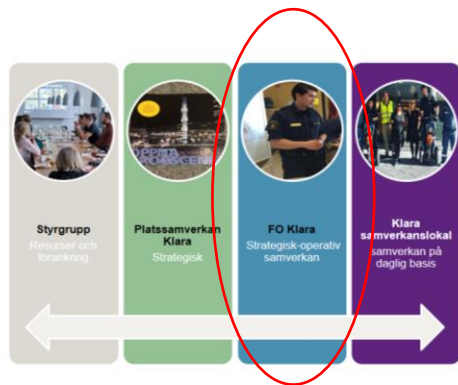 Styrgrupp
Resurser och
förankring
Platssamverkan
Klara
Strategisk
FO Klara
Strategisk-operativ
samverkan
Klara
samverkanslokal
samverkan på
daglig basis